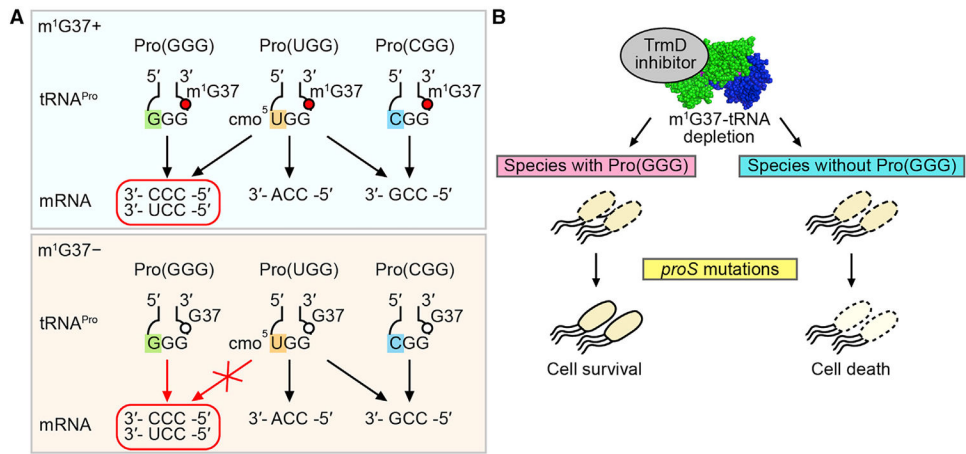 A
m¹G37+
Pro(GGG) Pro(UGG) Pro(CGG)
5′ 3′ 5′ 3′ 5′ 3′
m¹G37 m¹G37 m¹G37
tRNAᴾʳᵒ
GGG cmo⁵UGG CGG
mRNA
3′- CCC -5′ 3′- ACC -5′ 3′- GCC -5′
3′- UCC -5′
m¹G37−
Pro(GGG) Pro(UGG) Pro(CGG)
5′ 3′ 5′ 3′ 5′ 3′
G37 G37 G37
tRNAᴾʳᵒ
GGG cmo⁵UGG CGG
mRNA
3′- CCC -5′ 3′- ACC -5′ 3′- GCC -5′
3′- UCC -5′
B
TrmD
inhibitor
m¹G37-tRNA
depletion
Species with Pro(GGG) Species without Pro(GGG)
proS mutations
Cell survival Cell death